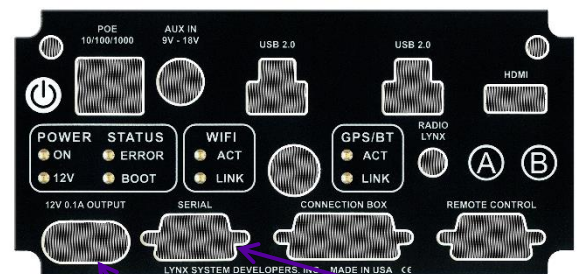 POE
10/100/1000
AUX IN
9V - 18V
USB 2.0
USB 2.0
HDMI
POWER
STATUS
ON
ERROR
12V
BOOT
WIFI
ACT
LINK
GPS/BT
ACT
LINK
RADIO
LYNX
A
B
12V 0.1A OUTPUT
SERIAL
CONNECTION BOX
REMOTE CONTROL
LYNX SYSTEM DEVELOPERS, INC. MADE IN USA CE